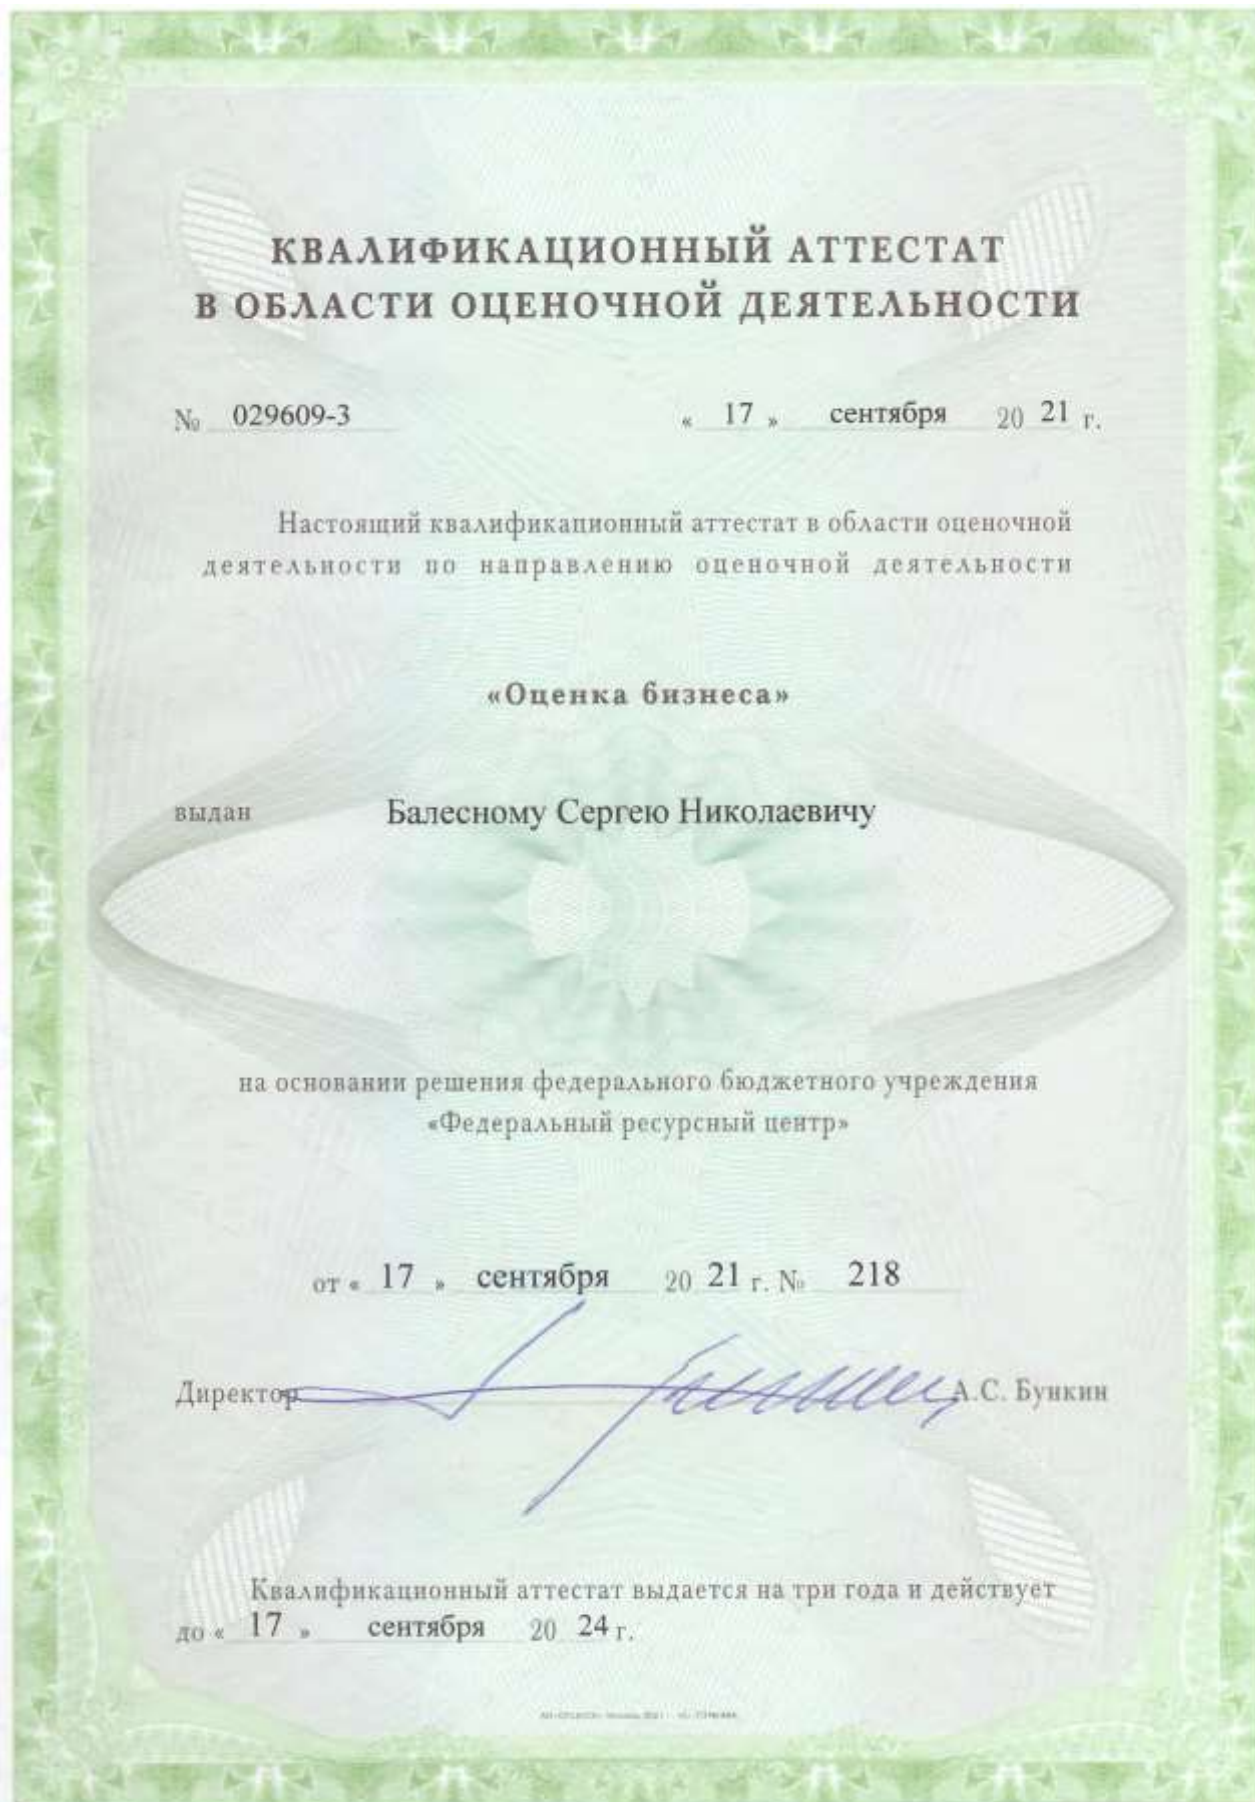 КВАЛИФИКАЦИОННЫЙ АТТЕСТАТ
В ОБЛАСТИ ОЦЕНОЧНОЙ ДЕЯТЕЛЬНОСТИ
№ 029609-3 « 17 » сентября 20 21 г.
Настоящий квалификационный аттестат в области оценочной
деятельности по направлению оценочной деятельности
«Оценка бизнеса»
выдан Балесному Сергею Николаевичу
на основании решения федерального бюджетного учреждения
«Федеральный ресурсный центр»
от « 17 » сентября 20 21 г. № 218
Директор А.С. Бункин
Квалификационный аттестат выдается на три года и действует
до « 17 » сентября 20 24 г.